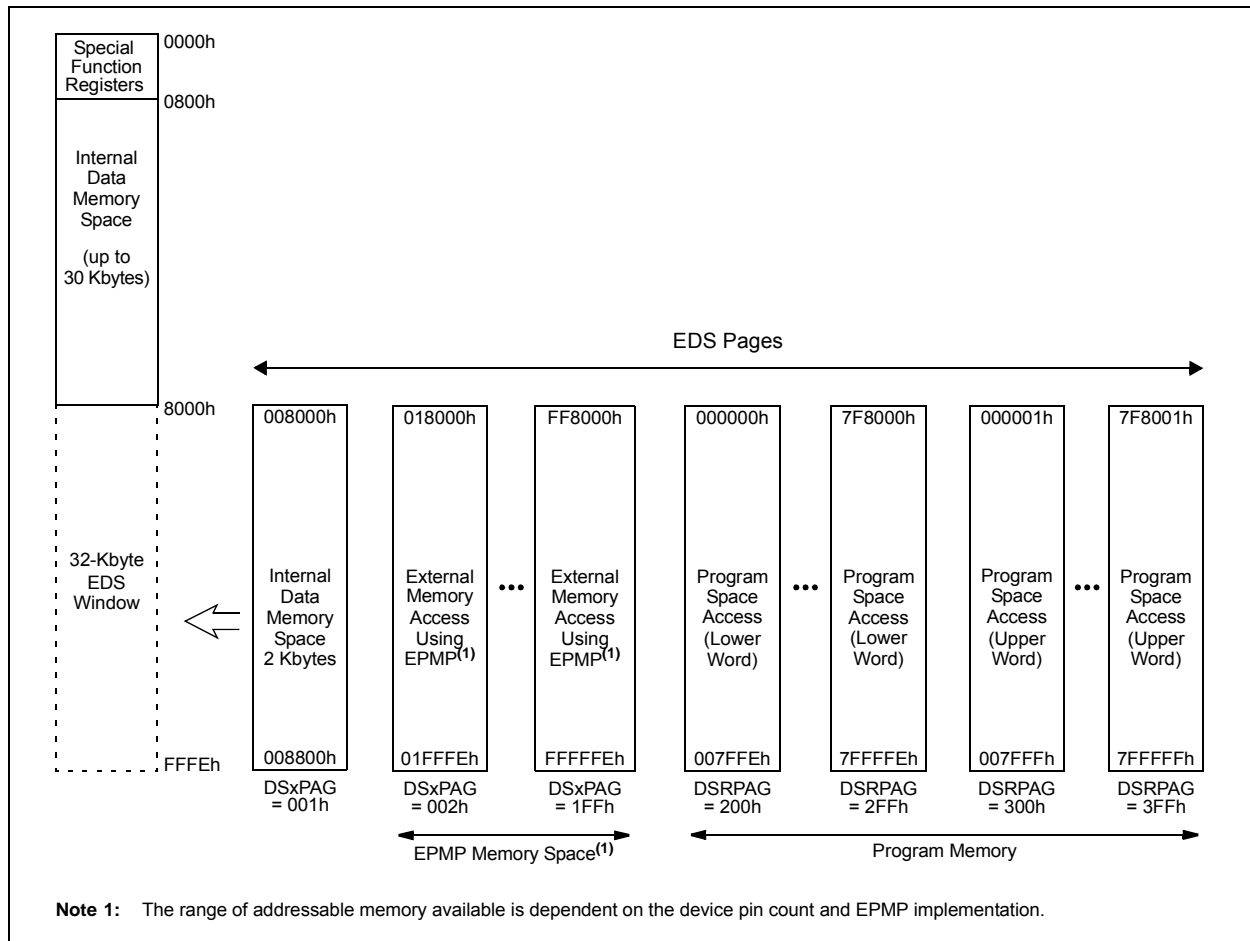 Special
Function
Registers
0000h
0800h
Internal
Data
Memory
Space
(up to
30 Kbytes)
EDS Pages
8000h
32-Kbyte
EDS
Window
FFFEh
008000h
Internal
Data
Memory
Space
2 Kbytes
008800h
DSxPAG
= 001h
018000h
External
Memory
Access
Using
EPMP(1)
01FFFEh
DSxPAG
= 002h
•••
FF8000h
External
Memory
Access
Using
EPMP(1)
FFFFFEh
DSxPAG
= 1FFh
EPMP Memory Space(1)
000000h
Program
Space
Access
(Lower
Word)
007FFEh
DSRPAG
= 200h
•••
7F8000h
Program
Space
Access
(Lower
Word)
7FFFFEh
DSRPAG
= 2FFh
000001h
Program
Space
Access
(Upper
Word)
007FFFh
DSRPAG
= 300h
•••
7F8001h
Program
Space
Access
(Upper
Word)
7FFFFFh
DSRPAG
= 3FFh
Program Memory
Note 1: The range of addressable memory available is dependent on the device pin count and EPMP implementation.